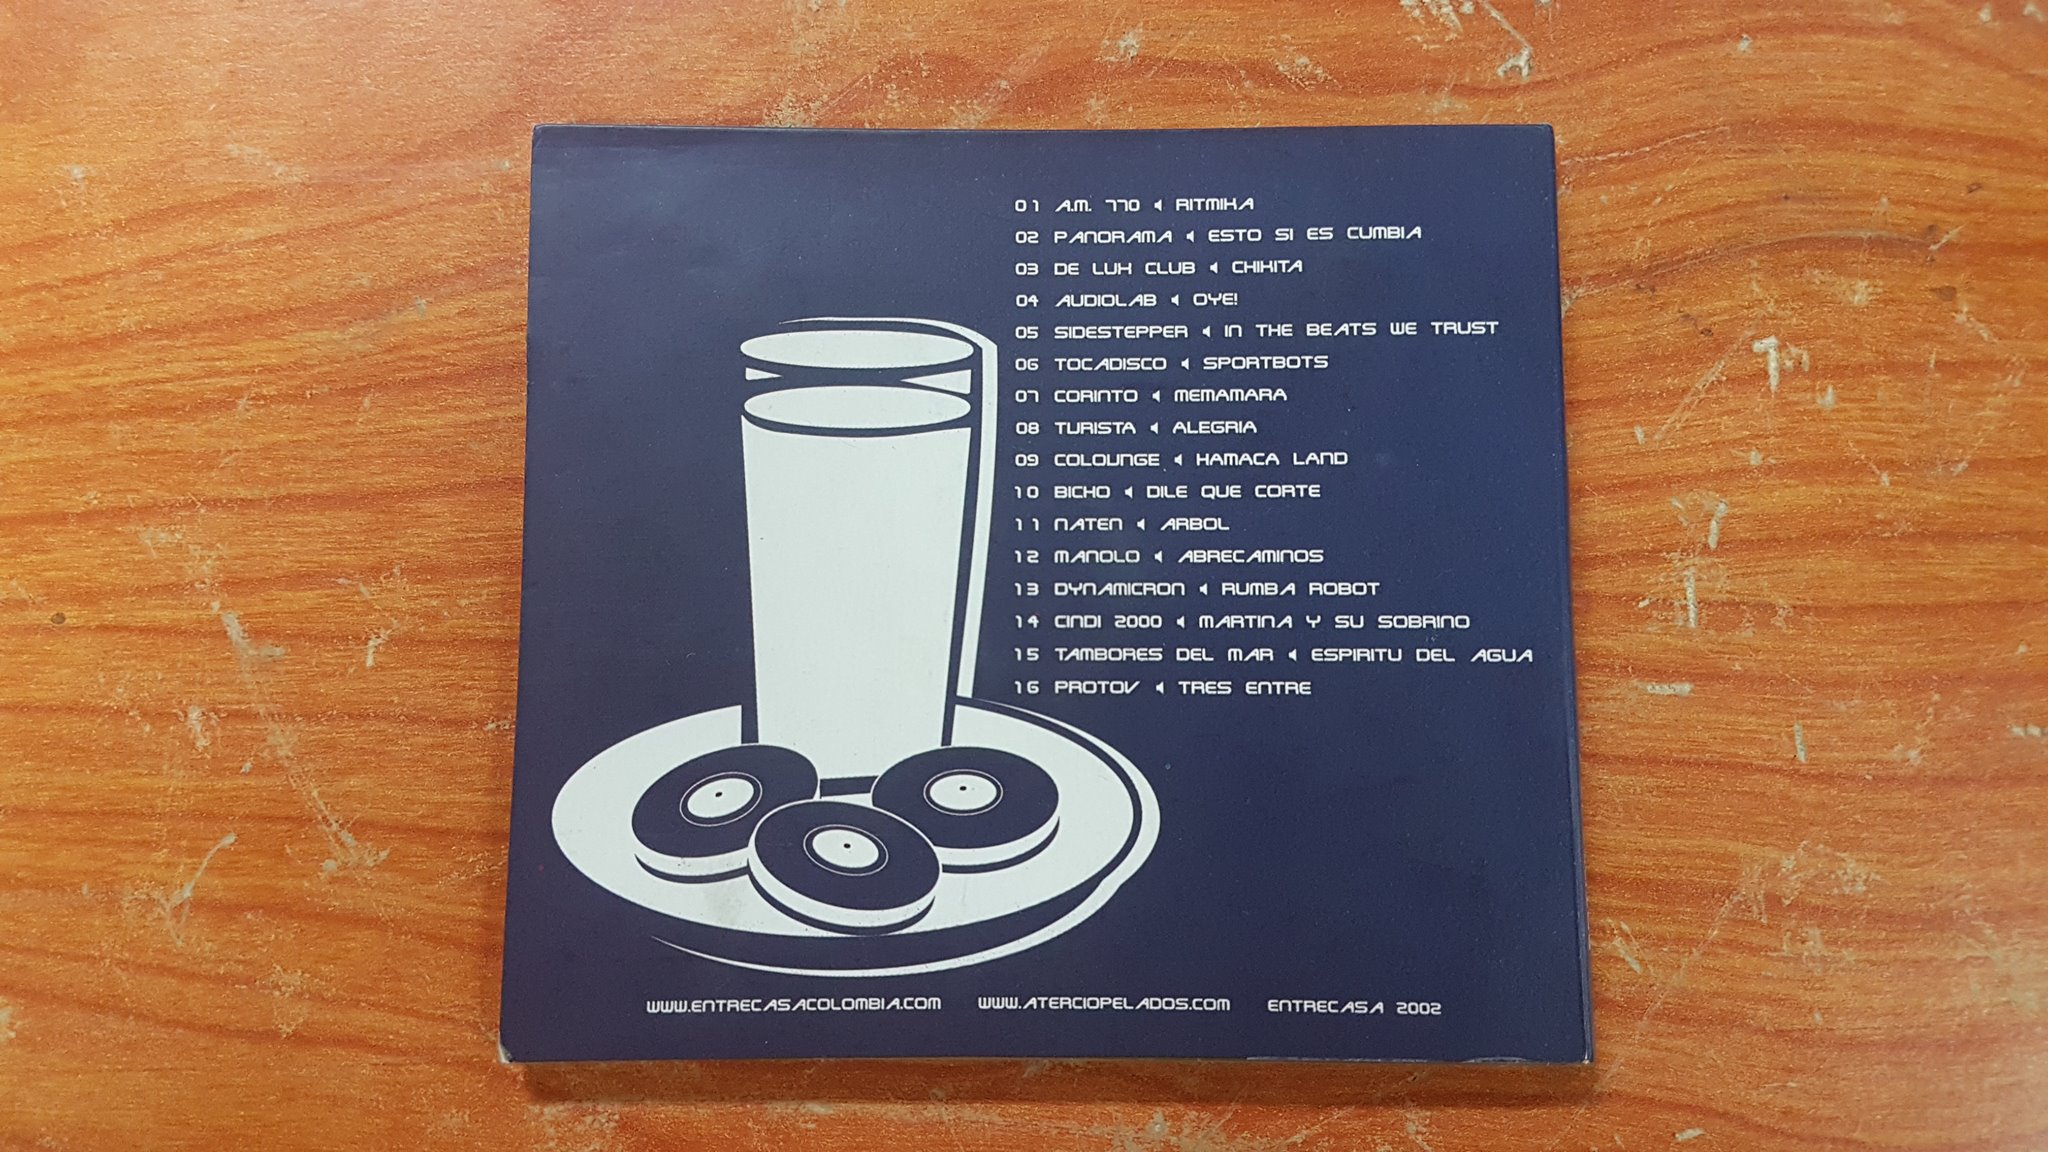 01 A.M. 770 ◀ RITMIKA
02 PANORAMA ◀ ESTO SI ES CUMBIA
03 DE LUX CLUB ◀ CHIKITA
04 AUDIOLAB ◀ OYE!
05 SIDESTEPPER ◀ IN THE BEATS WE TRUST
06 TOCADISCO ◀ SPORTBOTS
07 CORINTO ◀ MEMAMARA
08 TURISTA ◀ ALEGRIA
09 COLOUNGE ◀ HAMACA LAND
10 BICHO ◀ DILE QUE CORTE
11 NATEN ◀ ARBOL
12 MANOLO ◀ ABRECAMINOS
13 DYNAMICRON ◀ RUMBA ROBOT
14 CINDI 2000 ◀ MARTINA Y SU SOBRINO
15 TAMBORES DEL MAR ◀ ESPIRITU DEL AGUA
16 PROTOV ◀ TRES ENTRE
WWW.ENTRECASACOLOMBIA.COM WWW.ATERCIOPELADOS.COM ENTRECASA 2002